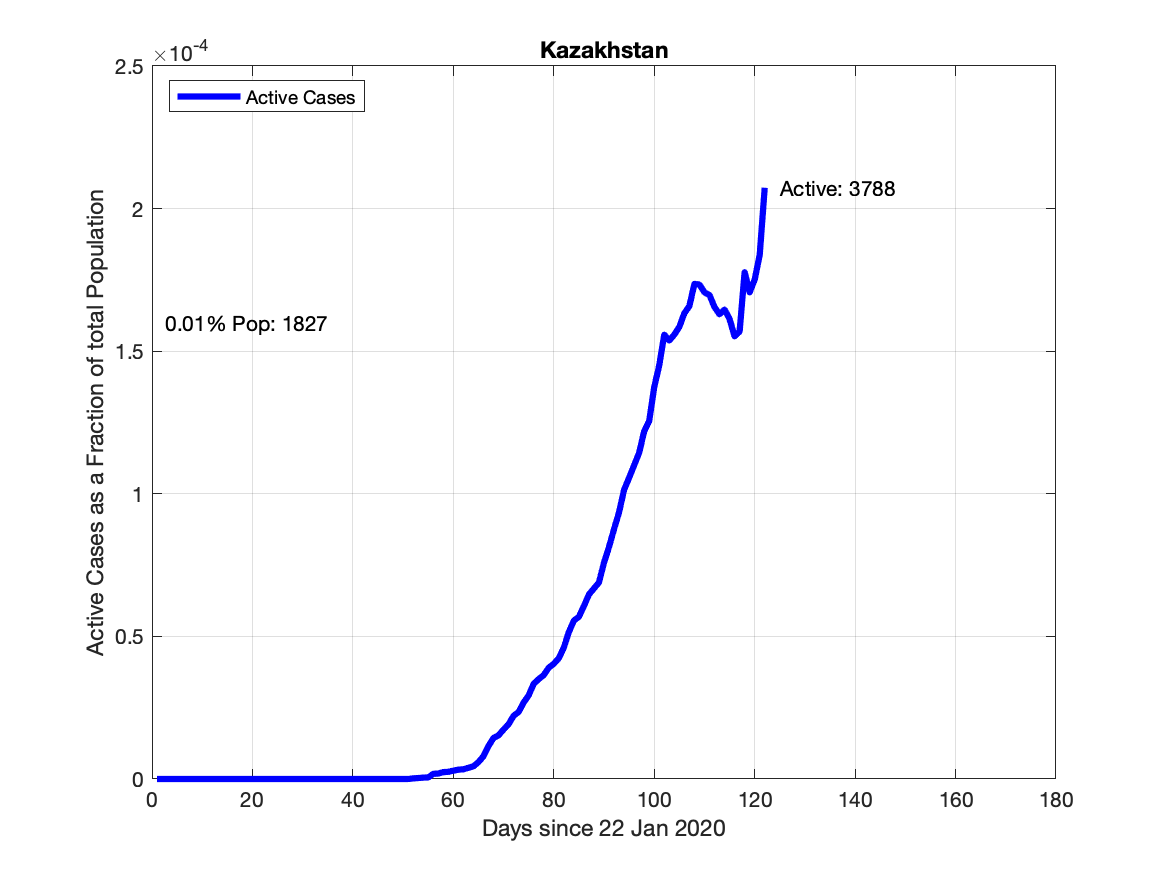 Kazakhstan
×10-4
2.5
2
1.5
1
0.5
0
Active Cases
Active: 3788
0.01% Pop: 1827
Active Cases as a Fraction of total Population
0 20 40 60 80 100 120 140 160 180
Days since 22 Jan 2020